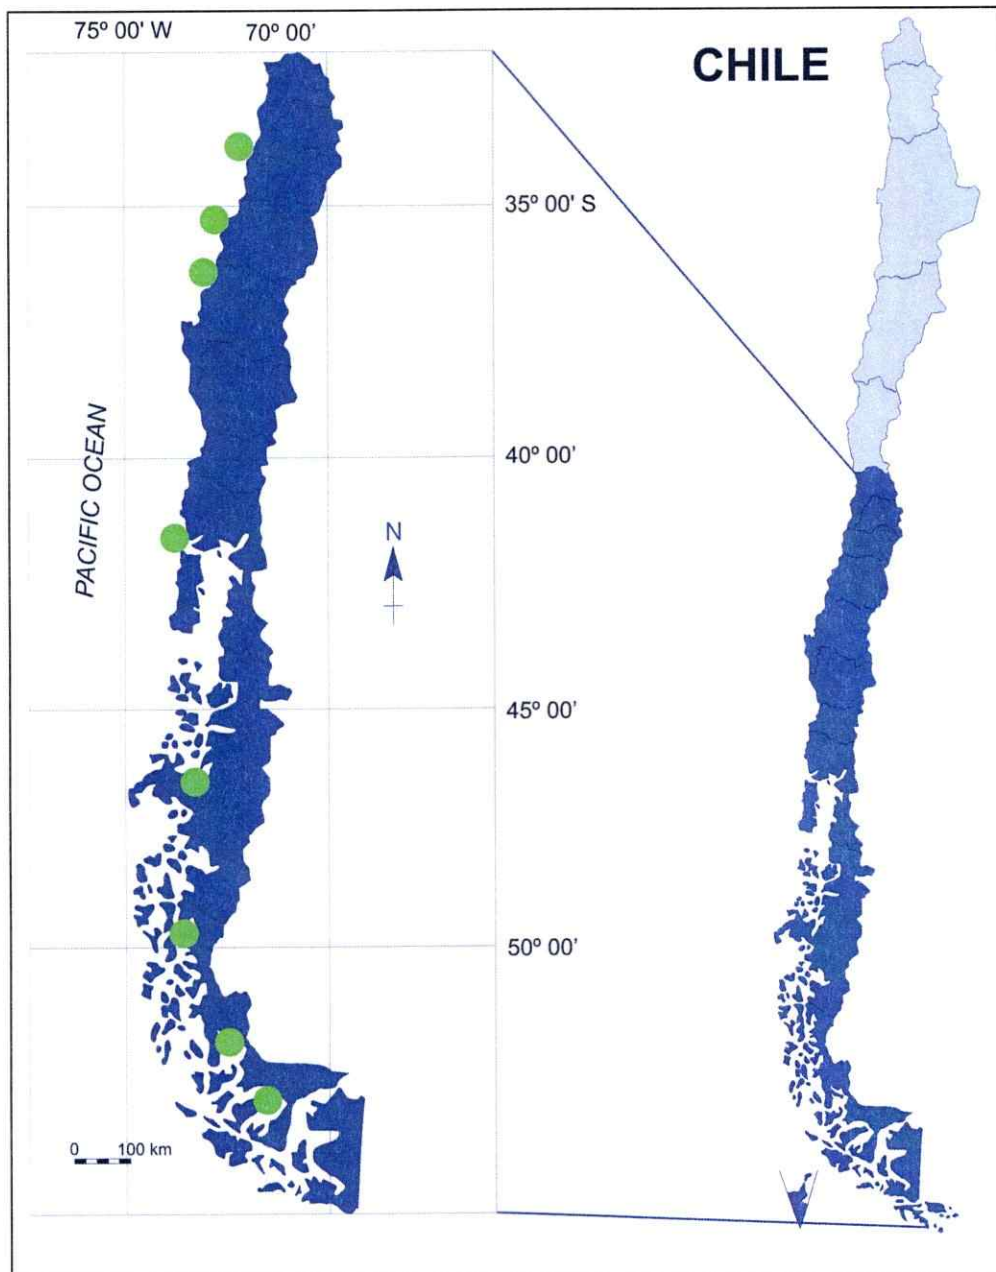 75º 00' W 70º 00'
CHILE
35º 00' S
40º 00'
PACIFIC OCEAN
N
45º 00'
50º 00'
0 100 km